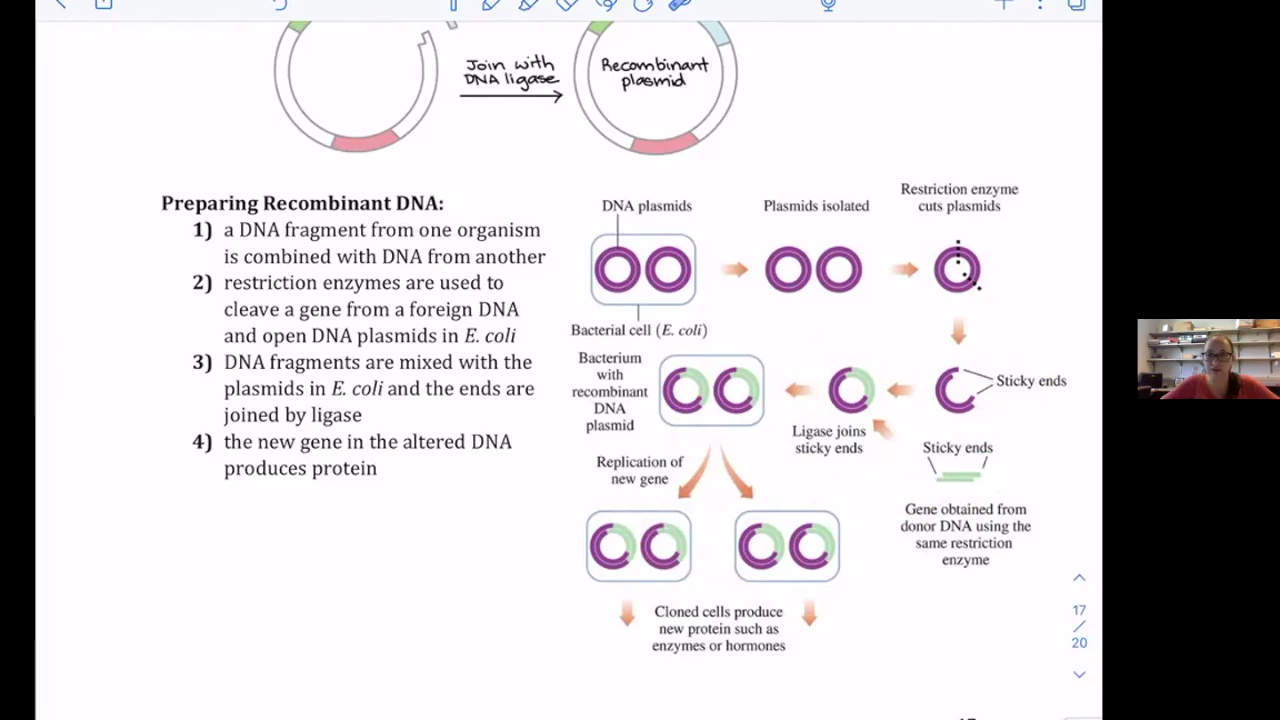 Join with
DNA ligase
Recombinant
plasmid
Preparing Recombinant DNA:
1) a DNA fragment from one organism
is combined with DNA from another
2) restriction enzymes are used to
cleave a gene from a foreign DNA
and open DNA plasmids in E. coli
3) DNA fragments are mixed with the
plasmids in E. coli and the ends are
joined by ligase
4) the new gene in the altered DNA
produces protein
DNA plasmids
Plasmids isolated
Restriction enzyme
cuts plasmids
Bacterial cell (E. coli)
Bacterium
with
recombinant
DNA
plasmid
Ligase joins
sticky ends
Sticky ends
Sticky ends
Gene obtained from
donor DNA using the
same restriction
enzyme
Replication of
new gene
Cloned cells produce
new protein such as
enzymes or hormones
17
/
20